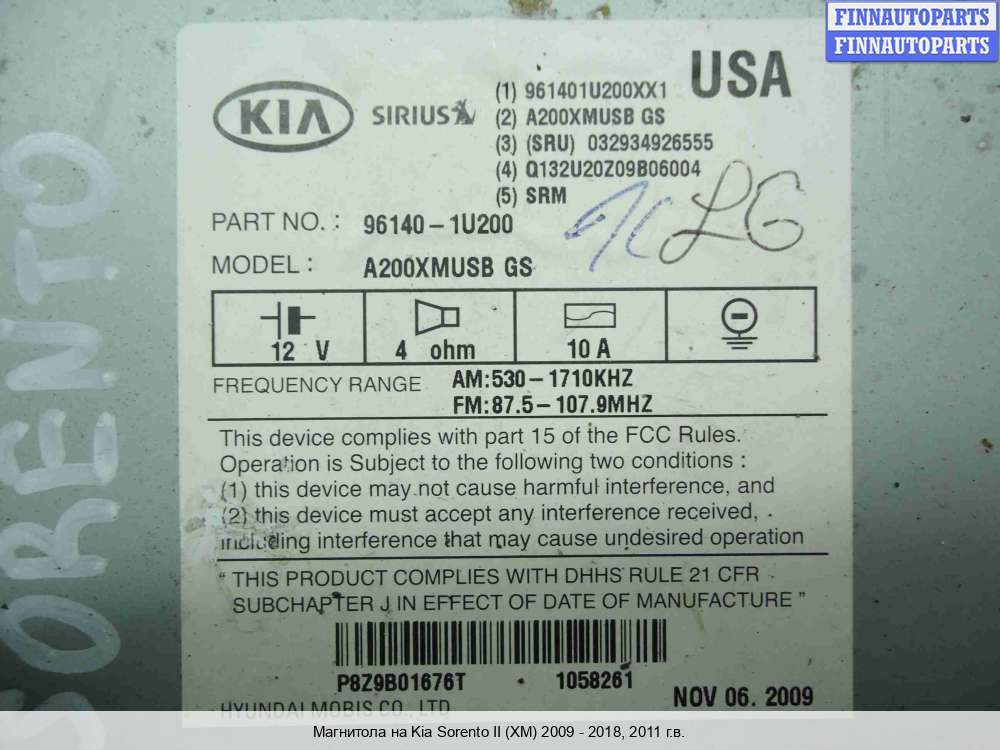 FINNAUTOPARTS
FINNAUTOPARTS
USA
KIA SIRIUS
(1) 961401U200XX1
(2) A200XMUSB GS
(3) (SRU) 032934926555
(4) Q132U20Z09B06004
(5) SRM
LG
PART NO. : 96140-1U200
MODEL : A200XMUSB GS
12 V 4 ohm 10 A
FREQUENCY RANGE AM:530-1710KHZ
FM:87.5-107.9MHZ
This device complies with part 15 of the FCC Rules.
Operation is Subject to the following two conditions :
(1) this device may not cause harmful interference, and
(2) this device must accept any interference received,
including interference that may cause undesired operation
" THIS PRODUCT COMPLIES WITH DHHS RULE 21 CFR
SUBCHAPTER J IN EFFECT OF DATE OF MANUFACTURE "
P8Z9B01676T 1058261
NOV 06. 2009
HYUNDAI MOBIS CO., LTD
SORENTO
Магнитола на Kia Sorento II (XM) 2009 - 2018, 2011 г.в.